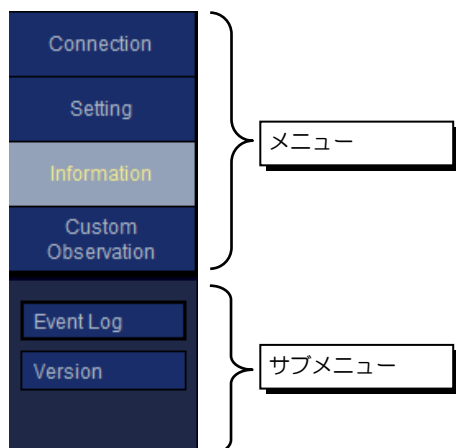 Connection
Setting
Information
Custom
Observation
メニュー
Event Log
Version
サブメニュー